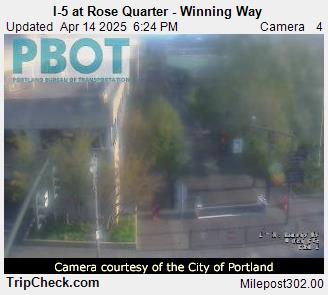 I-5 at Rose Quarter - Winning Way
Updated Apr 14 2025 6:24 PM Camera 4
PBOT
PORTLAND BUREAU OF TRANSPORTATION
Camera courtesy of the City of Portland
TripCheck.com Milepost302.00